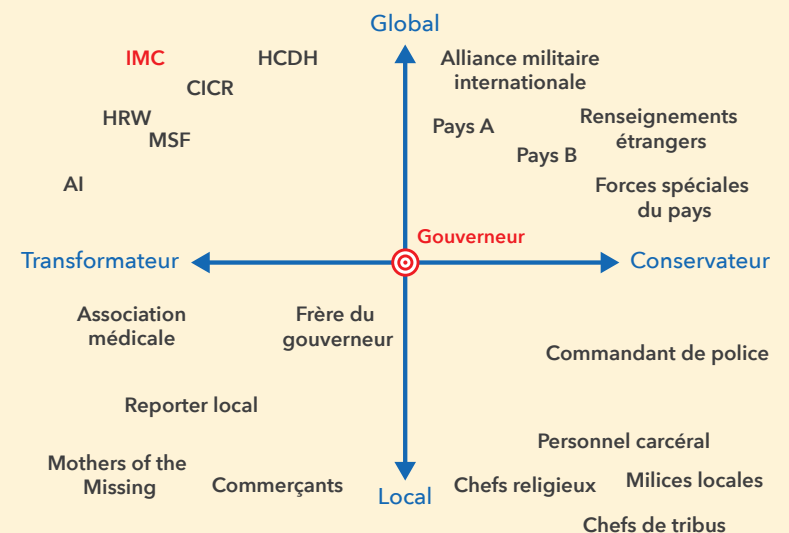 Global
IMC
HCDH
Alliance militaire
internationale
CICR
HRW
MSF
Pays A
Renseignements
étrangers
Pays B
AI
Forces spéciales
du pays
Gouverneur
Transformateur
Conservateur
Association
médicale
Frère du
gouverneur
Commandant de police
Reporter local
Personnel carcéral
Mothers of the
Missing
Commerçants
Local
Chefs religieux
Milices locales
Chefs de tribus